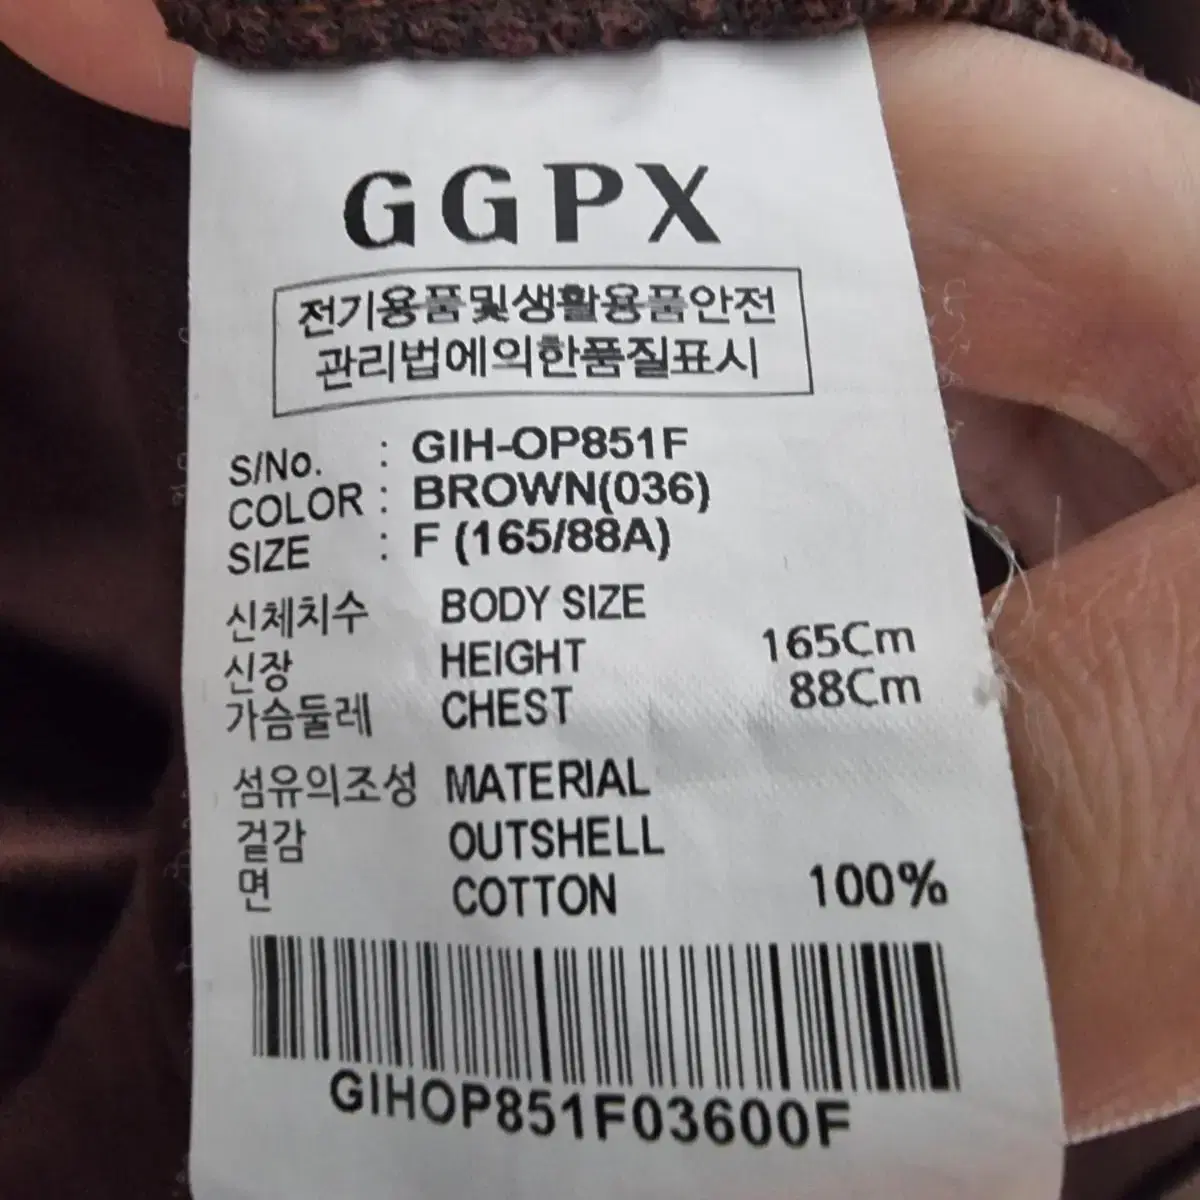 GGPX
전기용품및생활용품안전
관리법에의한품질표시
S/No. : GIH-OP851F
COLOR : BROWN(036)
SIZE : F (165/88A)
신체치수 BODY SIZE
신장 HEIGHT 165Cm
가슴둘레 CHEST 88Cm
섬유의조성 MATERIAL
겉감 OUTSHELL
면 COTTON 100%
GIHOP851F03600F